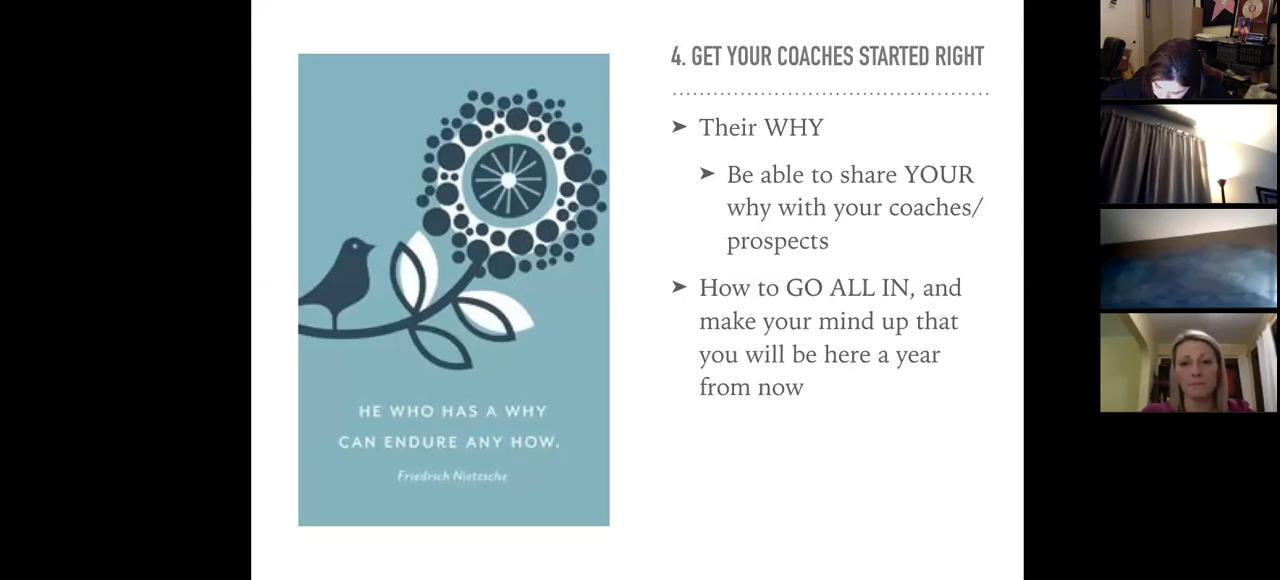 4. GET YOUR COACHES STARTED RIGHT
➤ Their WHY
➤ Be able to share YOUR
why with your coaches/
prospects
➤ How to GO ALL IN, and
make your mind up that
you will be here a year
from now
HE WHO HAS A WHY
CAN ENDURE ANY HOW.
Friedrich Nietzsche